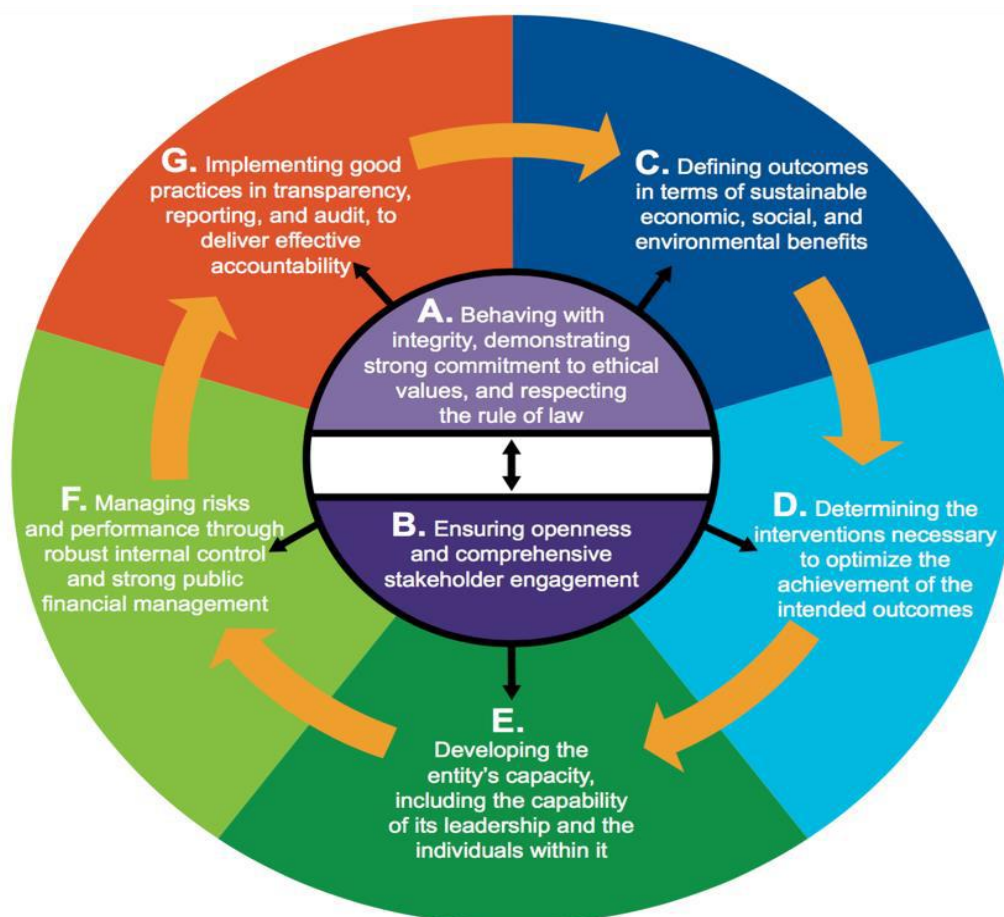 A. Behaving with
integrity, demonstrating
strong commitment to ethical
values, and respecting
the rule of law
B. Ensuring openness
and comprehensive
stakeholder engagement
C. Defining outcomes
in terms of sustainable
economic, social, and
environmental benefits
D. Determining the
interventions necessary
to optimize the
achievement of the
intended outcomes
E.
Developing the
entity's capacity,
including the capability
of its leadership and the
individuals within it
F. Managing risks
and performance through
robust internal control
and strong public
financial management
G. Implementing good
practices in transparency,
reporting, and audit, to
deliver effective
accountability